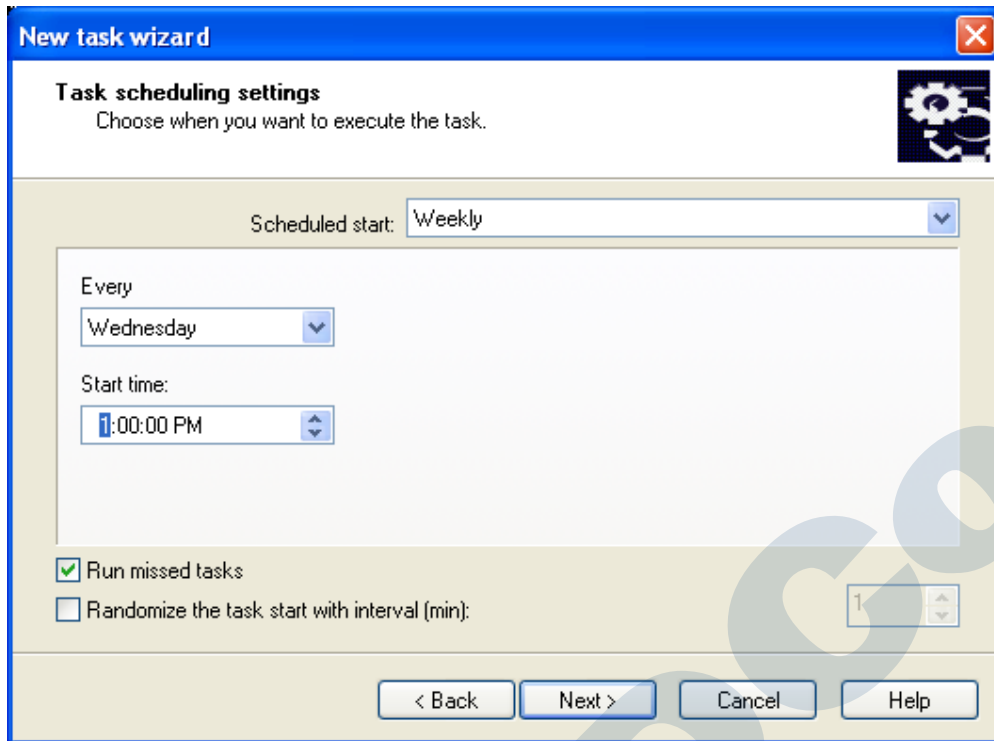 New task wizard
Task scheduling settings
Choose when you want to execute the task.
Scheduled start: Weekly
Every
Wednesday
Start time:
1:00:00 PM
Run missed tasks
Randomize the task start with interval (min): 1
< Back Next > Cancel Help